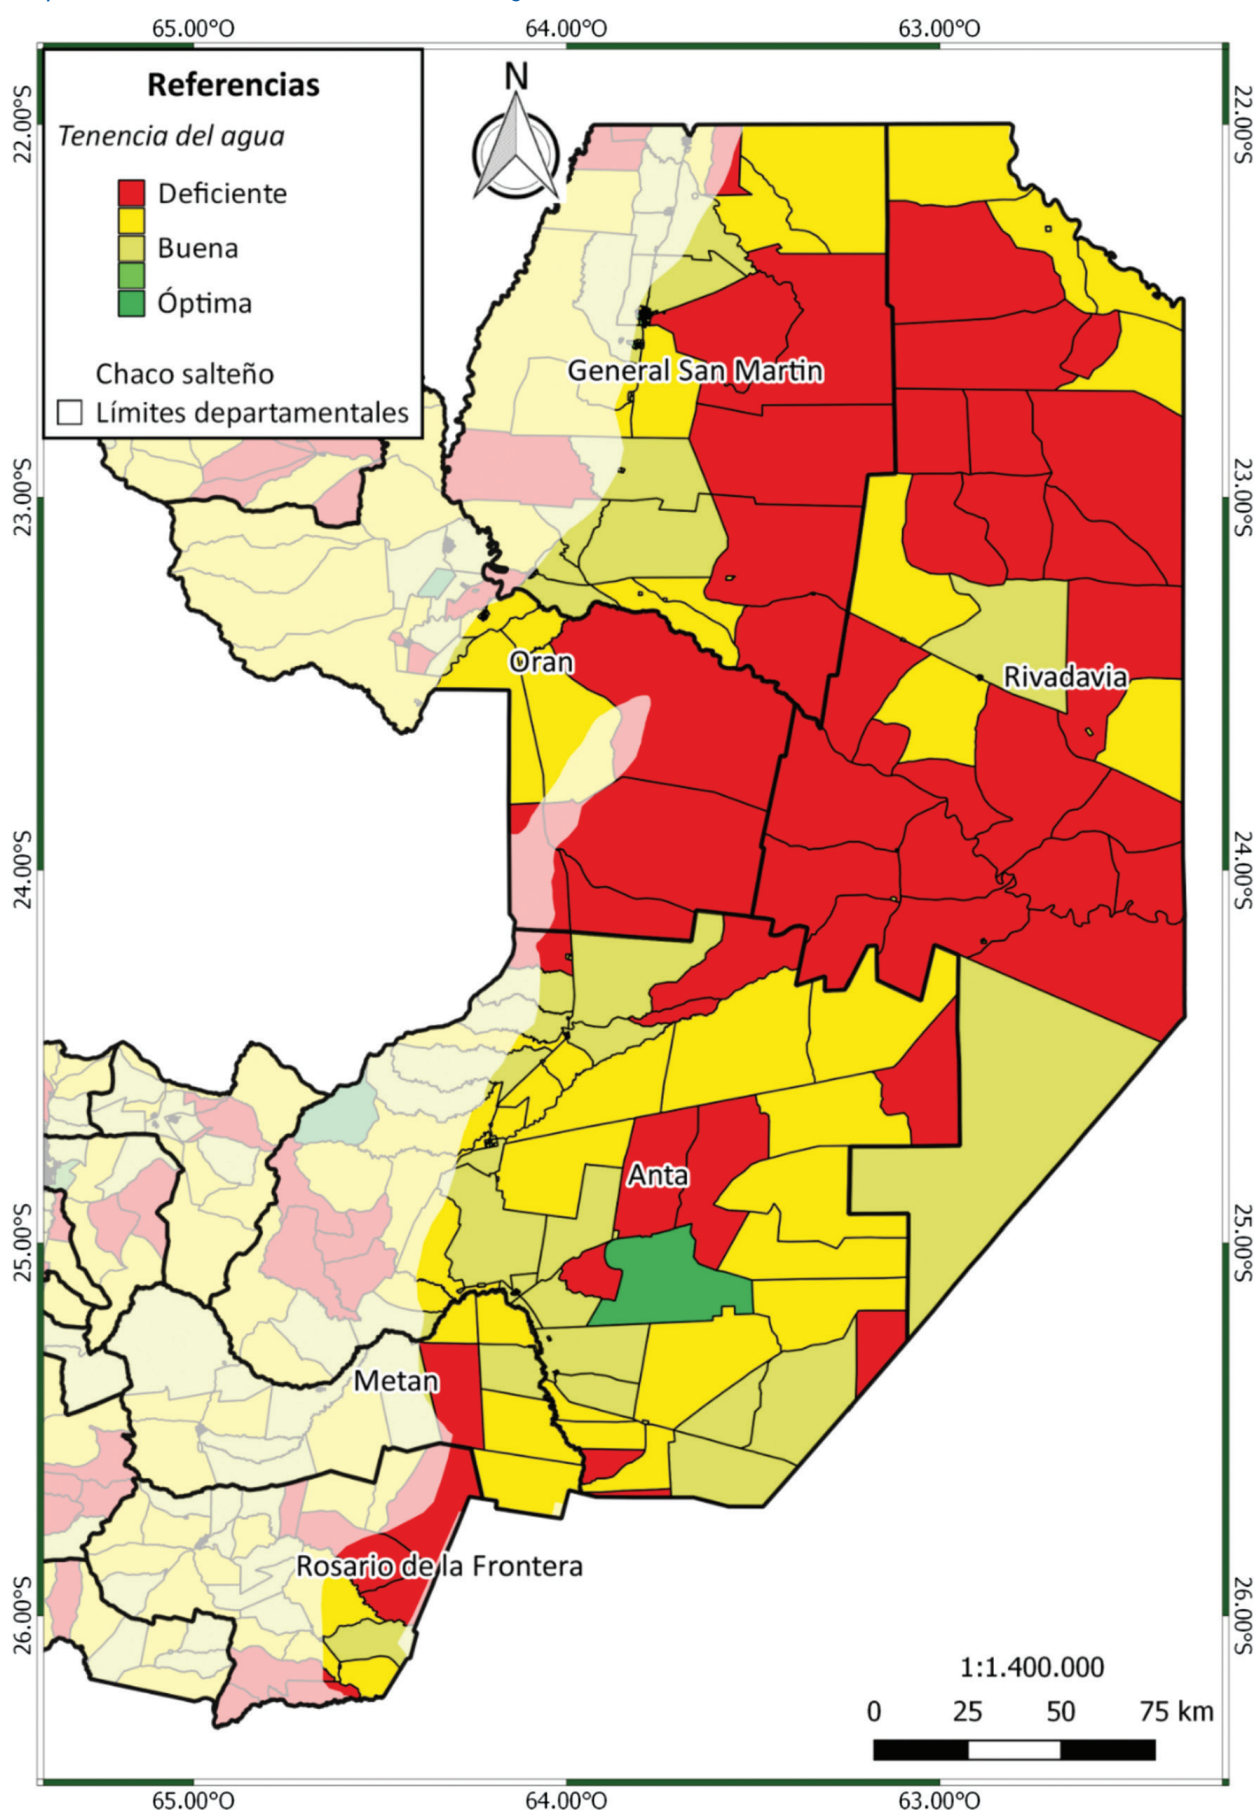 65.00°O 64.00°O 63.00°O
Referencias
Tenencia del agua
Deficiente
Buena
Óptima
Chaco salteño
Límites departamentales
N
22.00°S 22.00°S
General San Martin
23.00°S 23.00°S
Oran
Rivadavia
24.00°S 24.00°S
Anta
25.00°S 25.00°S
Metan
Rosario de la Frontera
26.00°S 26.00°S
1:1.400.000
0 25 50 75 km
65.00°O 64.00°O 63.00°O